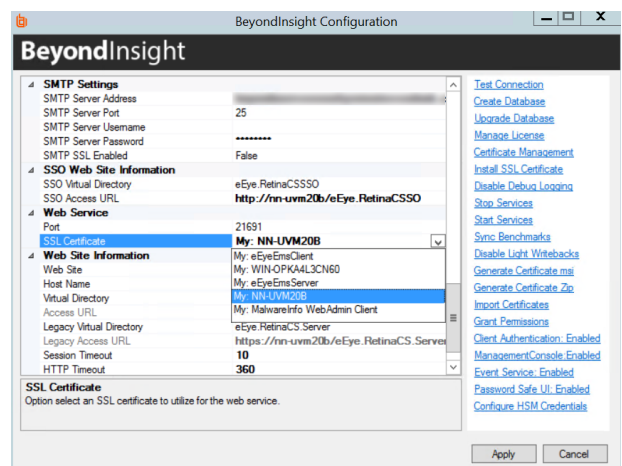 BeyondInsight Configuration
BeyondInsight
SMTP Settings
SMTP Server Address
SMTP Server Port 25
SMTP Server Username
SMTP Server Password ********
SMTP SSL Enabled False
SSO Web Site Information
SSO Virtual Directory eEye.RetinaCSSSO
SSO Access URL http://nn-uvm20b/eEye.RetinaCSSO
Web Service
Port 21691
SSL Certificate My: NN-UVM20B
Web Site Information
Web Site
Host Name
Virtual Directory
Access URL
My: eEyeEmsClient
My: WIN-OPKA4L3CN60
My: eEyeEmsServer
My: NN-UVM20B
My: MalwareInfo WebAdmin Client
Legacy Virtual Directory eEye.RetinaCS.Server
Legacy Access URL https://nn-uvm20b/eEye.RetinaCS.Server
Session Timeout 10
HTTP Timeout 360
SSL Certificate
Option select an SSL certificate to utilize for the web service.
Test Connection
Create Database
Upgrade Database
Manage License
Certificate Management
Install SSL Certificate
Disable Debug Logging
Stop Services
Start Services
Sync Benchmarks
Disable Light Writebacks
Generate Certificate msi
Generate Certificate Zip
Import Certificates
Grant Permissions
Client Authentication: Enabled
ManagementConsole:Enabled
Event Service: Enabled
Password Safe UI: Enabled
Configure HSM Credentials
Apply
Cancel